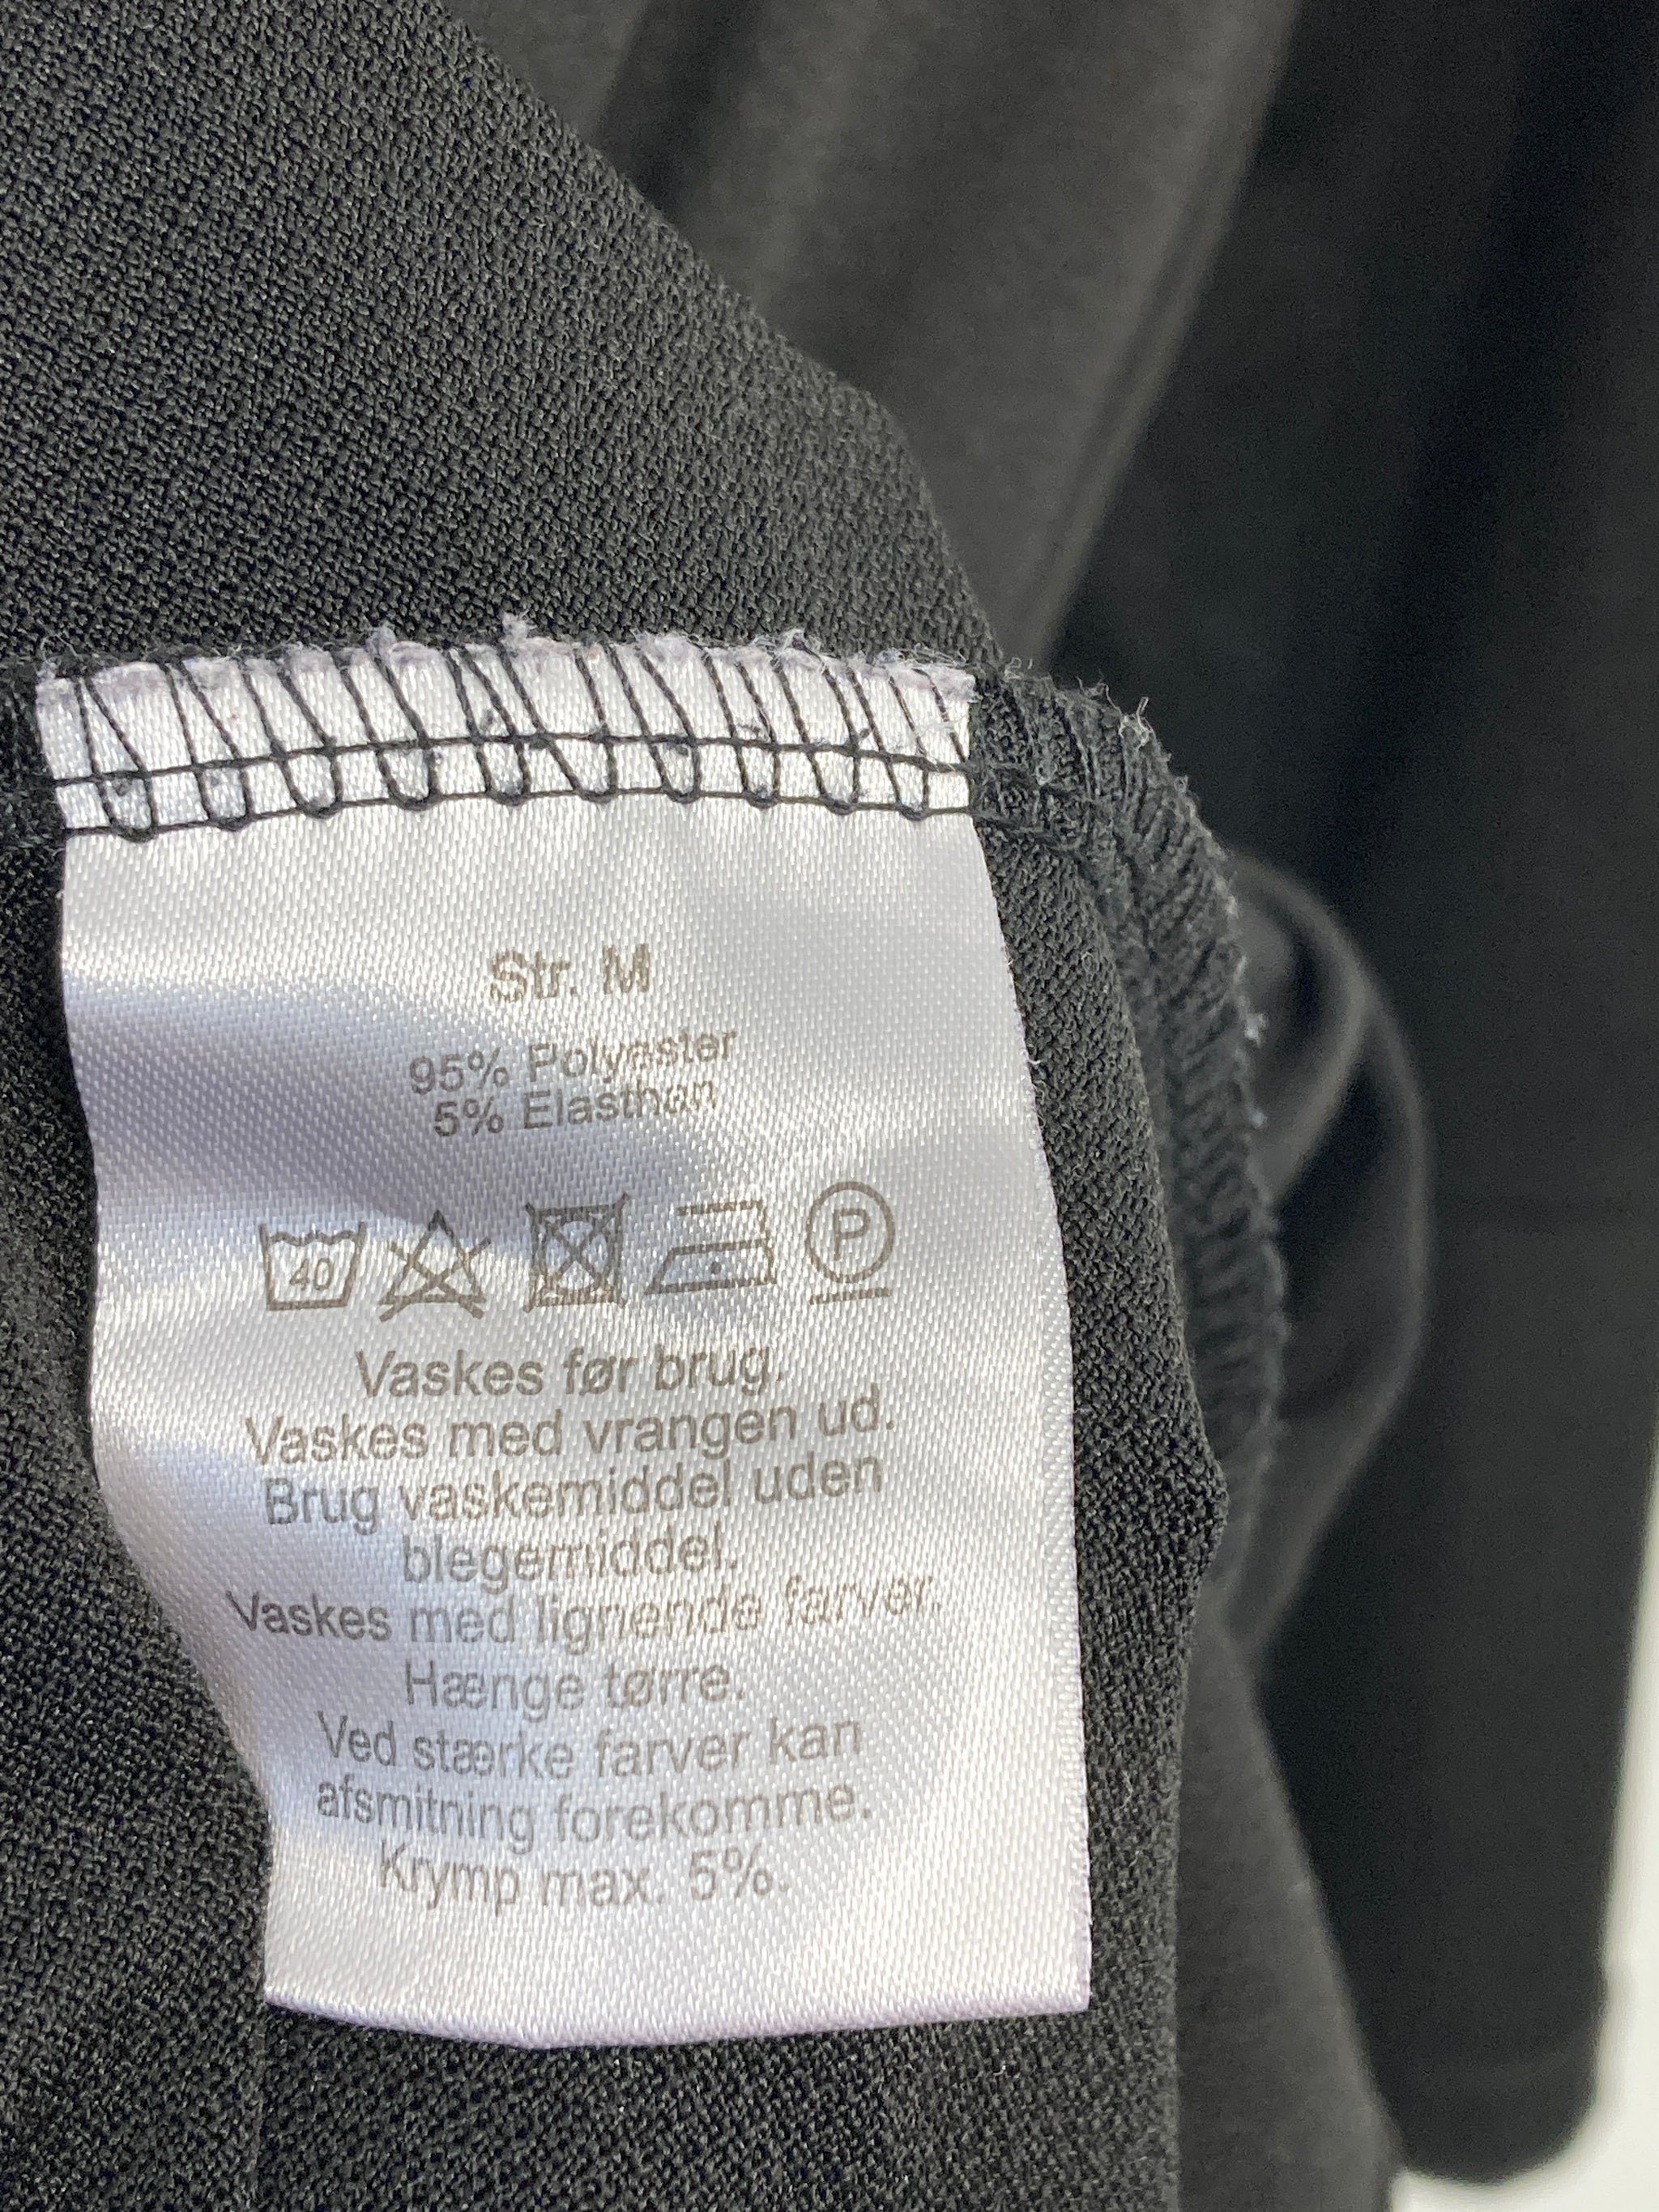 Str. M
95% Polyester
5% Elasthan
40 P
Vaskes før brug.
Vaskes med vrangen ud.
Brug vaskemiddel uden
blegemiddel.
Vaskes med lignende farver.
Hænge tørre.
Ved stærke farver kan
afsmitning forekomme.
Krymp max. 5%.